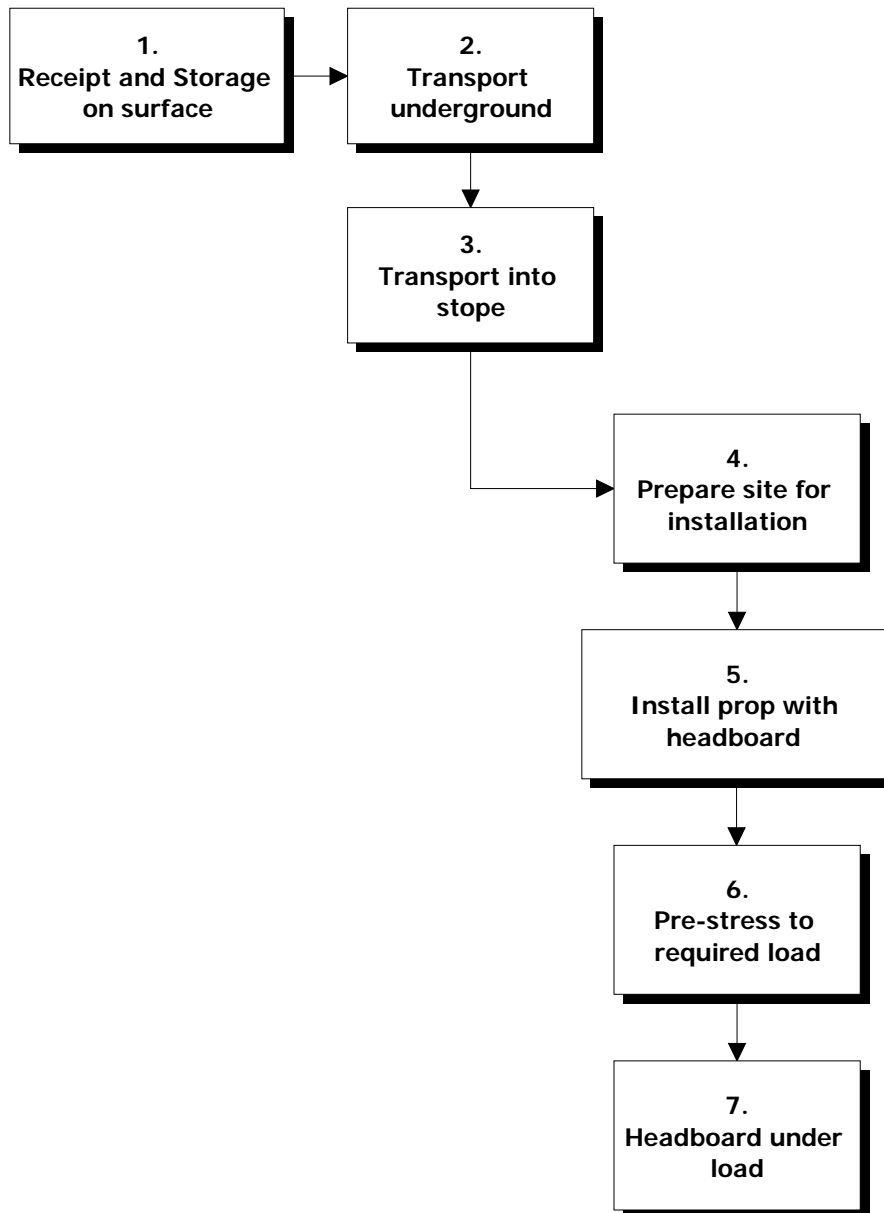 1.
Receipt and Storage
on surface
2.
Transport
underground
3.
Transport into
stope
4.
Prepare site for
installation
5.
Install prop with
headboard
6.
Pre-stress to
required load
7.
Headboard under
load